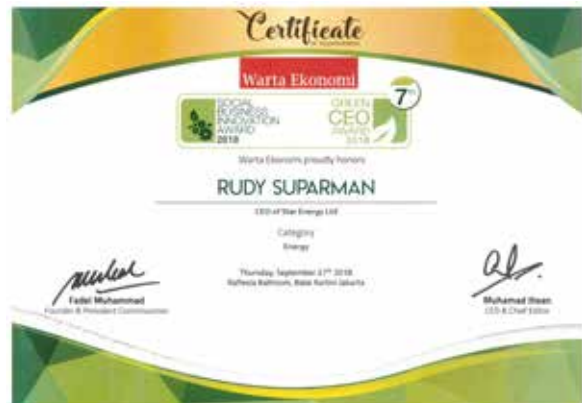 Certificate
Warta Ekonomi
SOCIAL
BUSINESS
INNOVATION
AWARD
2018
GREEN
CEO
AWARD
2018
7
Warta Ekonomi proudly honors
RUDY SUPARMAN
CEO of Star Energy Ltd
Category
Energy
Thursday, September 27th 2018
Rafflesia Ballroom, Balai Kartini Jakarta
Fadel Muhammad
Founder & President Commissioner
Muhamad Ihsan
CEO & Chief Editor